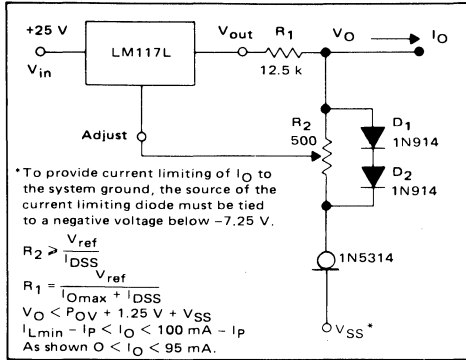 +25 V
V_in
LM117L
V_out
R_1
12.5 k
V_O
I_O
Adjust
R_2
500
D_1
1N914
D_2
1N914
*To provide current limiting of I_O to
the system ground, the source of the
current limiting diode must be tied
to a negative voltage below –7.25 V.
R_2 ⩾ V_ref / I_DSS
R_1 = V_ref / I_Omax + I_DSS
V_O < P_OV + 1.25 V + V_SS
I_Lmin – I_P < I_O < 100 mA – I_P
As shown O < I_O < 95 mA.
1N5314
V_SS*